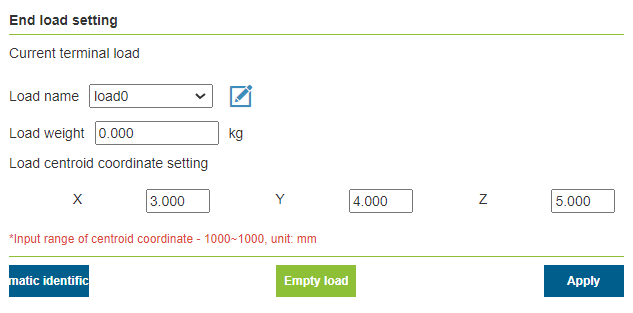 End load setting
Current terminal load
Load name load0
Load weight 0.000 kg
Load centroid coordinate setting
X 3.000 Y 4.000 Z 5.000
*Input range of centroid coordinate - 1000~1000, unit: mm
matic identific Empty load Apply